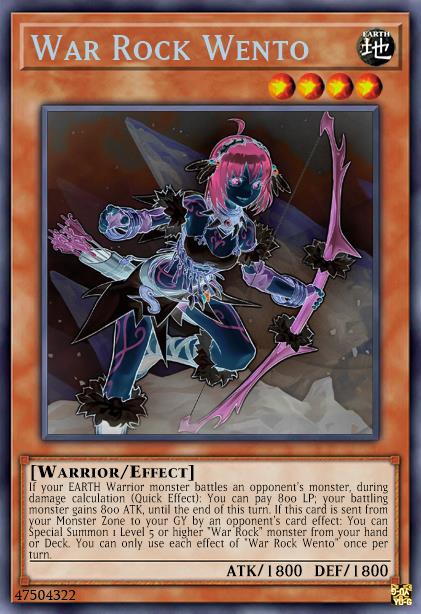 War Rock Wento
EARTH
地
[Warrior/Effect]
If your EARTH Warrior monster battles an opponent's monster, during
damage calculation (Quick Effect): You can pay 800 LP; your battling
monster gains 800 ATK, until the end of this turn. If this card is sent from
your Monster Zone to your GY by an opponent's card effect: You can
Special Summon 1 Level 5 or higher "War Rock" monster from your hand
or Deck. You can only use each effect of "War Rock Wento" once per
turn.
ATK/1800 DEF/1800
47504322